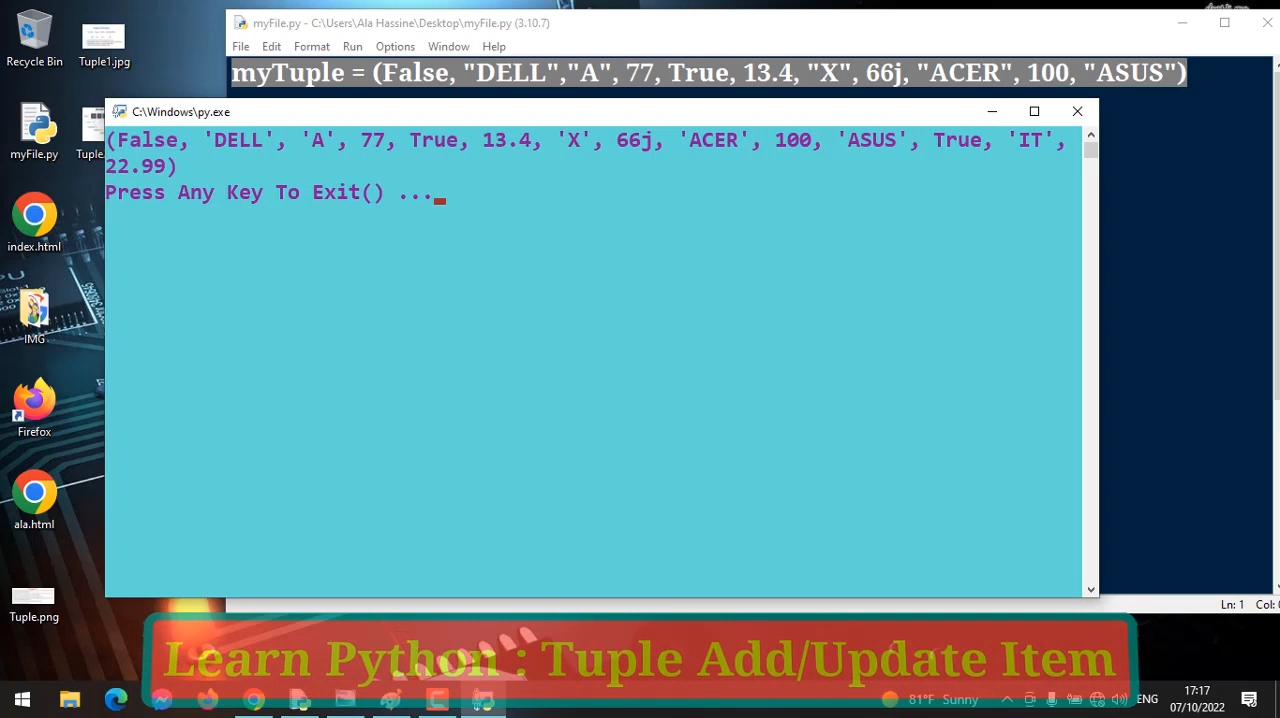 myFile.py - C:\Users\Ala Hassine\Desktop\myFile.py (3.10.7)
File Edit Format Run Options Window Help
myTuple = (False, "DELL","A", 77, True, 13.4, "X", 66j, "ACER", 100, "ASUS")
C:\Windows\py.exe
(False, 'DELL', 'A', 77, True, 13.4, 'X', 66j, 'ACER', 100, 'ASUS', True, 'IT',
22.99)
Press Any Key To Exit() ...
Recycle Bin
Tuple1.jpg
myFile.py
Tuple
index.html
IMG
Firefox
ala.html
Tuple.png
Ln: 1 Col:
Learn Python : Tuple Add/Update Item
81°F Sunny
ENG
17:17
07/10/2022